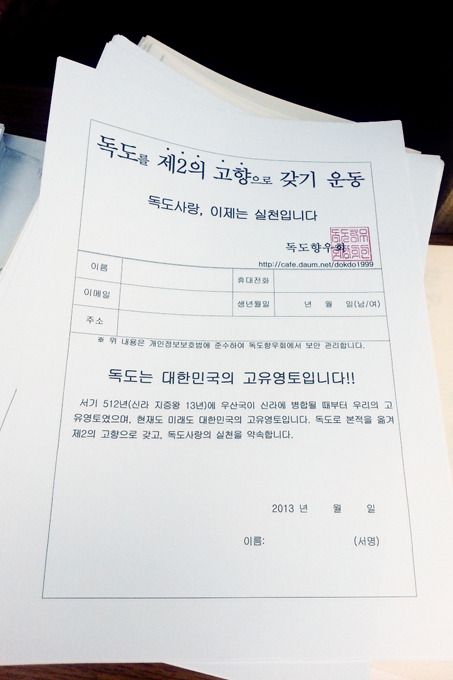 독도를 제2의 고향으로 갖기 운동
독도사랑, 이제는 실천입니다
독도향우회
http://cafe.daum.net/dokdo1999
이름 휴대전화
이메일 생년월일 년 월 일(남/여)
주소
※ 위 내용은 개인정보보호법에 준수하여 독도향우회에서 보안 관리합니다.
독도는 대한민국의 고유영토입니다!!
서기 512년(신라 지증왕 13년)에 우산국이 신라에 병합될 때부터 우리의 고
유영토였으며, 현재도 미래도 대한민국의 고유영토입니다. 독도로 본적을 옮겨
제2의 고향으로 갖고, 독도사랑의 실천을 약속합니다.
2013 년 월 일
이름: (서명)